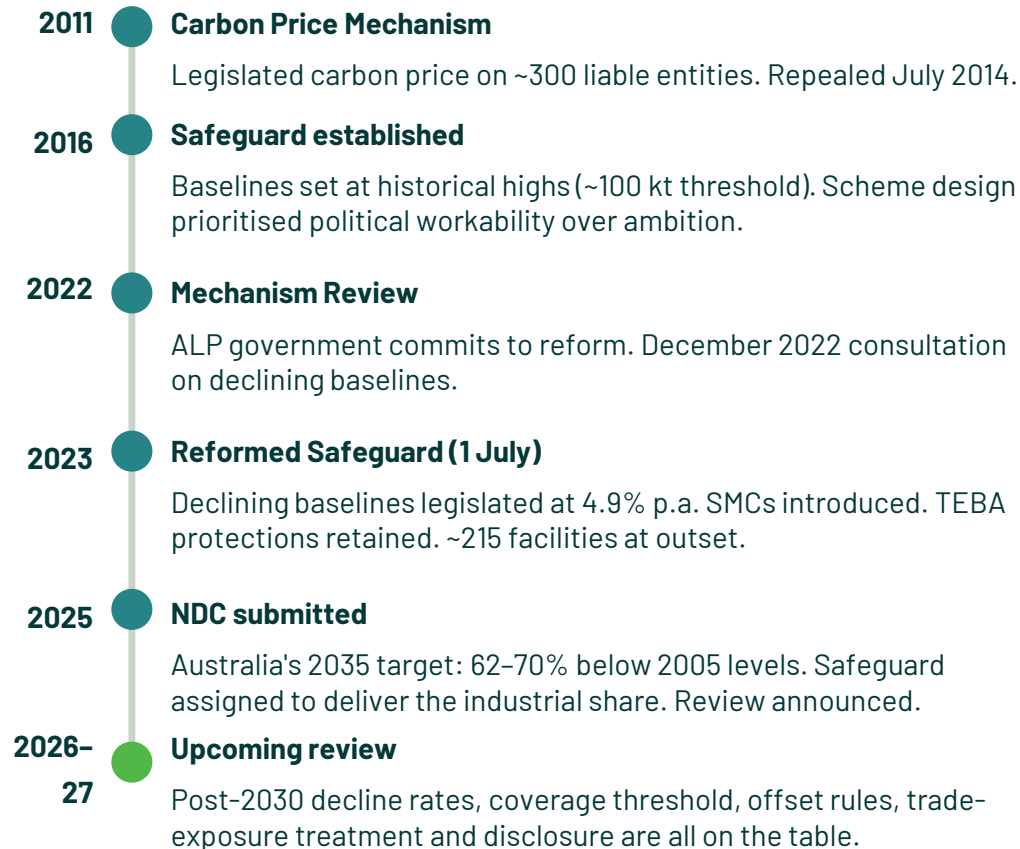 2011
Carbon Price Mechanism
Legislated carbon price on ~300 liable entities. Repealed July 2014.
2016
Safeguard established
Baselines set at historical highs (~100 kt threshold). Scheme design
prioritised political workability over ambition.
2022
Mechanism Review
ALP government commits to reform. December 2022 consultation
on declining baselines.
2023
Reformed Safeguard (1 July)
Declining baselines legislated at 4.9% p.a. SMCs introduced. TEBA
protections retained. ~215 facilities at outset.
2025
NDC submitted
Australia's 2035 target: 62–70% below 2005 levels. Safeguard
assigned to deliver the industrial share. Review announced.
2026–
27
Upcoming review
Post-2030 decline rates, coverage threshold, offset rules, trade-
exposure treatment and disclosure are all on the table.